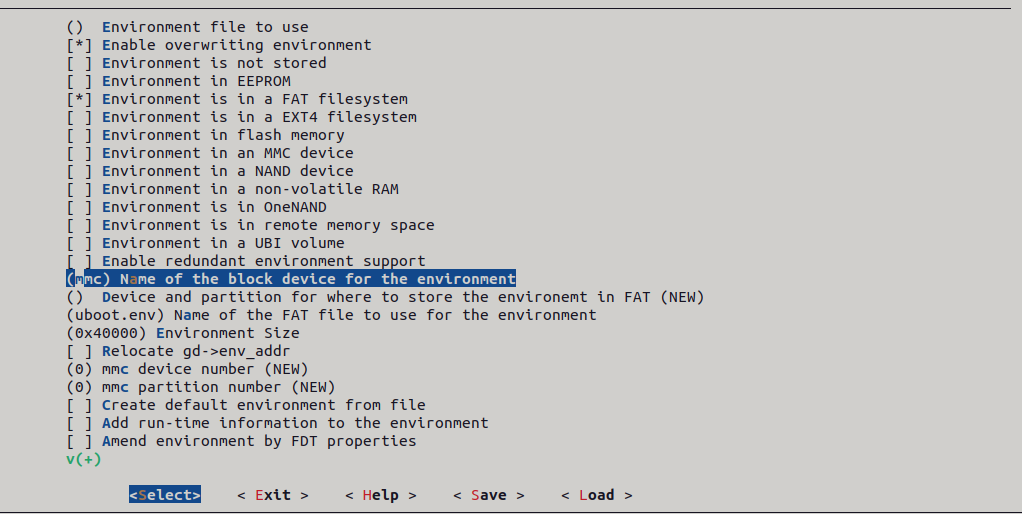 ()  Environment file to use
[*] Enable overwriting environment
[ ] Environment is not stored
[ ] Environment in EEPROM
[*] Environment is in a FAT filesystem
[ ] Environment is in a EXT4 filesystem
[ ] Environment in flash memory
[ ] Environment in an MMC device
[ ] Environment in a NAND device
[ ] Environment in a non-volatile RAM
[ ] Environment is in OneNAND
[ ] Environment is in remote memory space
[ ] Environment in a UBI volume
[ ] Enable redundant environment support
(mmc) Name of the block device for the environment
()  Device and partition for where to store the environemt in FAT (NEW)
(uboot.env) Name of the FAT file to use for the environment
(0x40000) Environment Size
[ ] Relocate gd->env_addr
(0) mmc device number (NEW)
(0) mmc partition number (NEW)
[ ] Create default environment from file
[ ] Add run-time information to the environment
[ ] Amend environment by FDT properties
v(+)
<Select>    < Exit >    < Help >    < Save >    < Load >